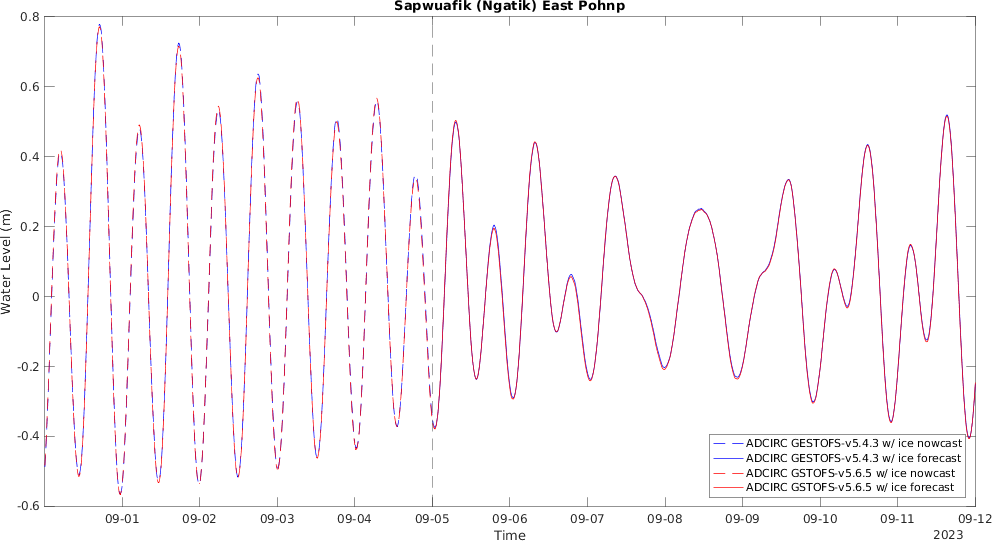 Sapwuafik (Ngatik) East Pohnp
Water Level (m)
0.8
0.6
0.4
0.2
0
-0.2
-0.4
-0.6
ADCIRC GESTOFS-v5.4.3 w/ ice nowcast
ADCIRC GESTOFS-v5.4.3 w/ ice forecast
ADCIRC GSTOFS-v5.6.5 w/ ice nowcast
ADCIRC GSTOFS-v5.6.5 w/ ice forecast
09-01 09-02 09-03 09-04 09-05 09-06 09-07 09-08 09-09 09-10 09-11 09-12
Time
2023